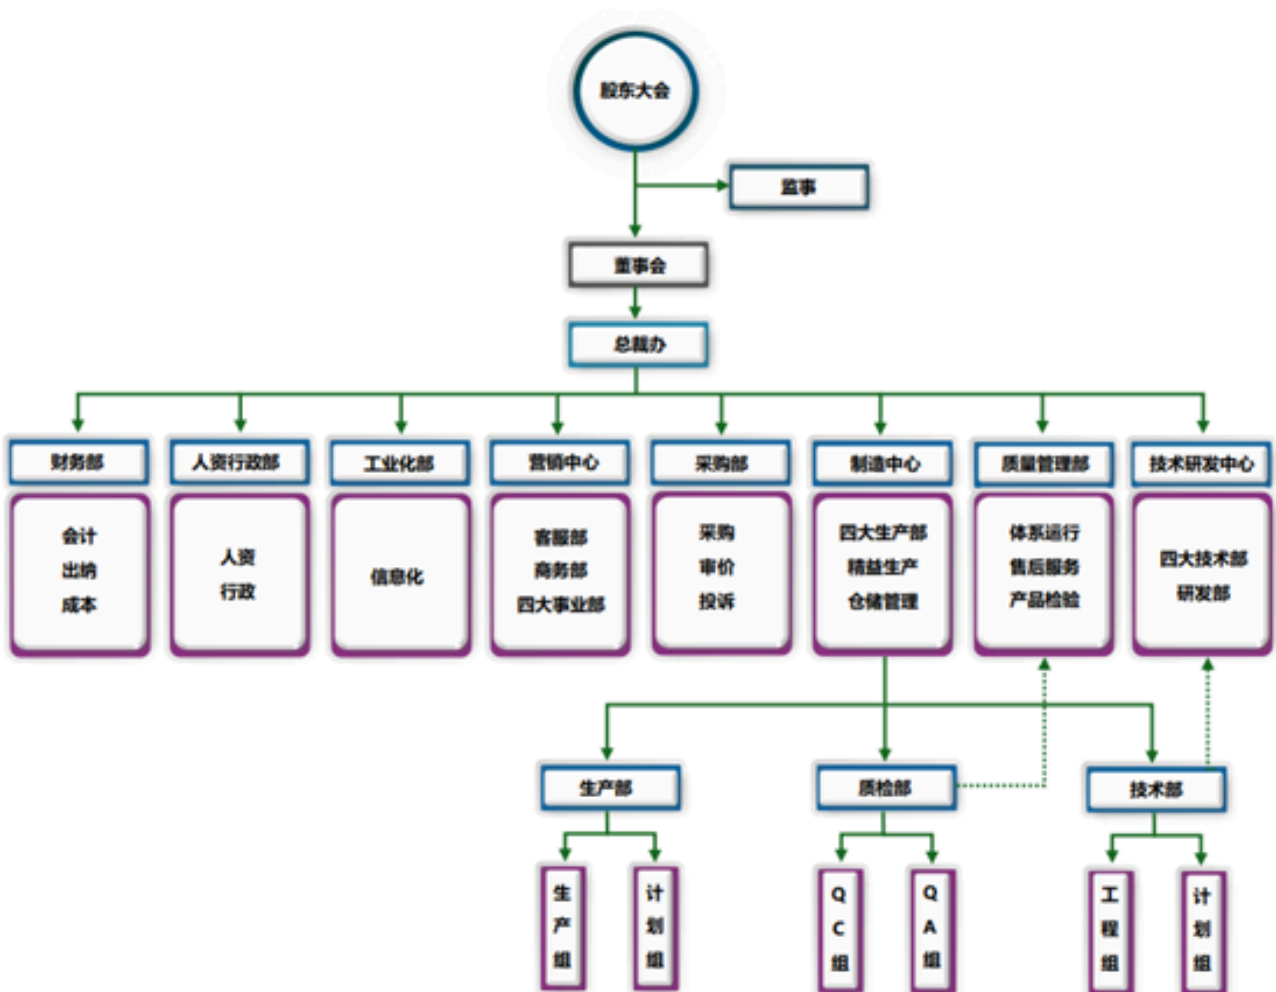 股东大会
监事
董事会
总裁办
财务部
人资行政部
工业化部
营销中心
采购部
制造中心
质量管理部
技术研发中心
会计
出纳
成本
人资
行政
信息化
客服部
商务部
四大事业部
采购
审价
投诉
四大生产部
精益生产
仓储管理
体系运行
售后服务
产品检验
四大技术部
研发部
生产部
质检部
技术部
生产组
计划组
QC组
QA组
工程组
计划组